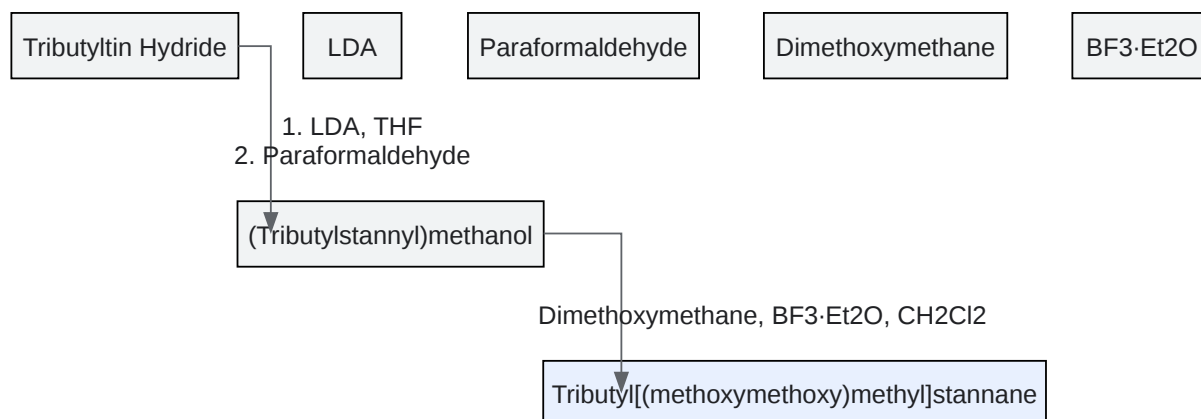 Tributyltin Hydride
LDA
Paraformaldehyde
Dimethoxymethane
BF3·Et2O
1. LDA, THF
2. Paraformaldehyde
(Tributylstannyl)methanol
Dimethoxymethane, BF3·Et2O, CH2Cl2
Tributyl[(methoxymethoxy)methyl]stannane